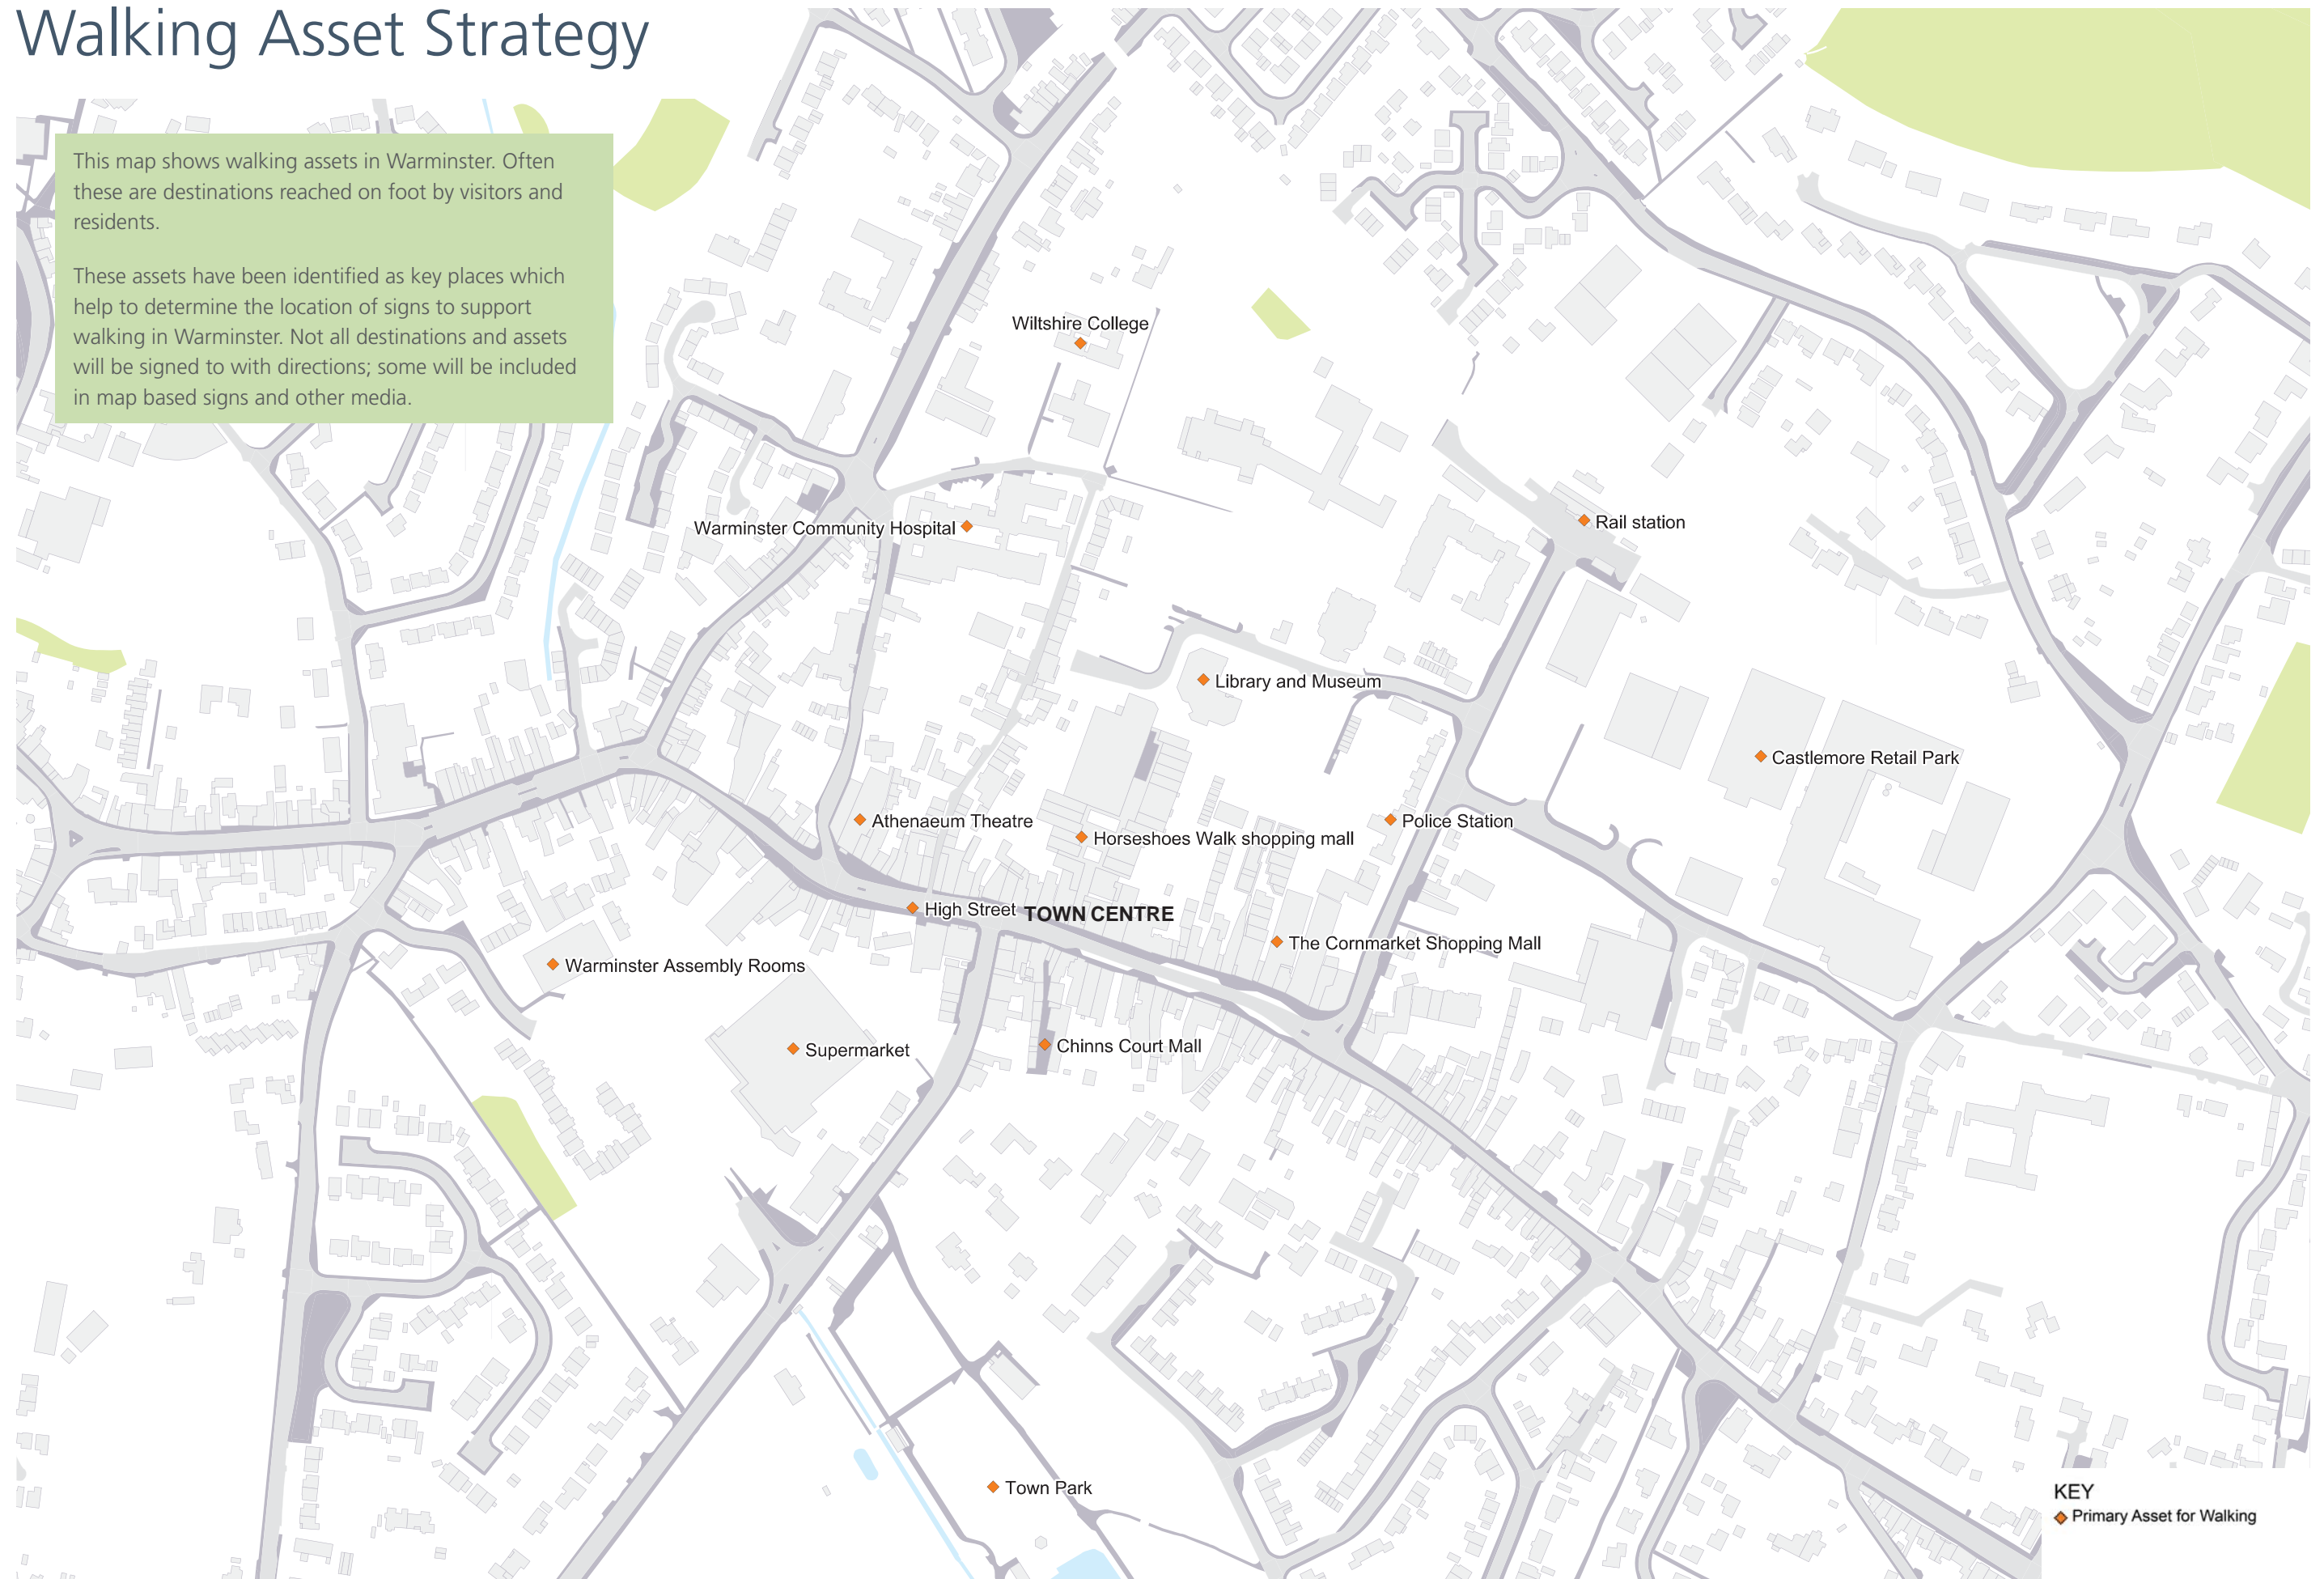 Walking Asset Strategy
This map shows walking assets in Warminster. Often
these are destinations reached on foot by visitors and
residents.
These assets have been identified as key places which
help to determine the location of signs to support
walking in Warminster. Not all destinations and assets
will be signed to with directions; some will be included
in map based signs and other media.
Wiltshire College
Warminster Community Hospital
Rail station
Library and Museum
Castlemore Retail Park
Athenaeum Theatre
Police Station
Horseshoes Walk shopping mall
High Street
TOWN CENTRE
The Cornmarket Shopping Mall
Warminster Assembly Rooms
Supermarket
Chinns Court Mall
Town Park
KEY
Primary Asset for Walking